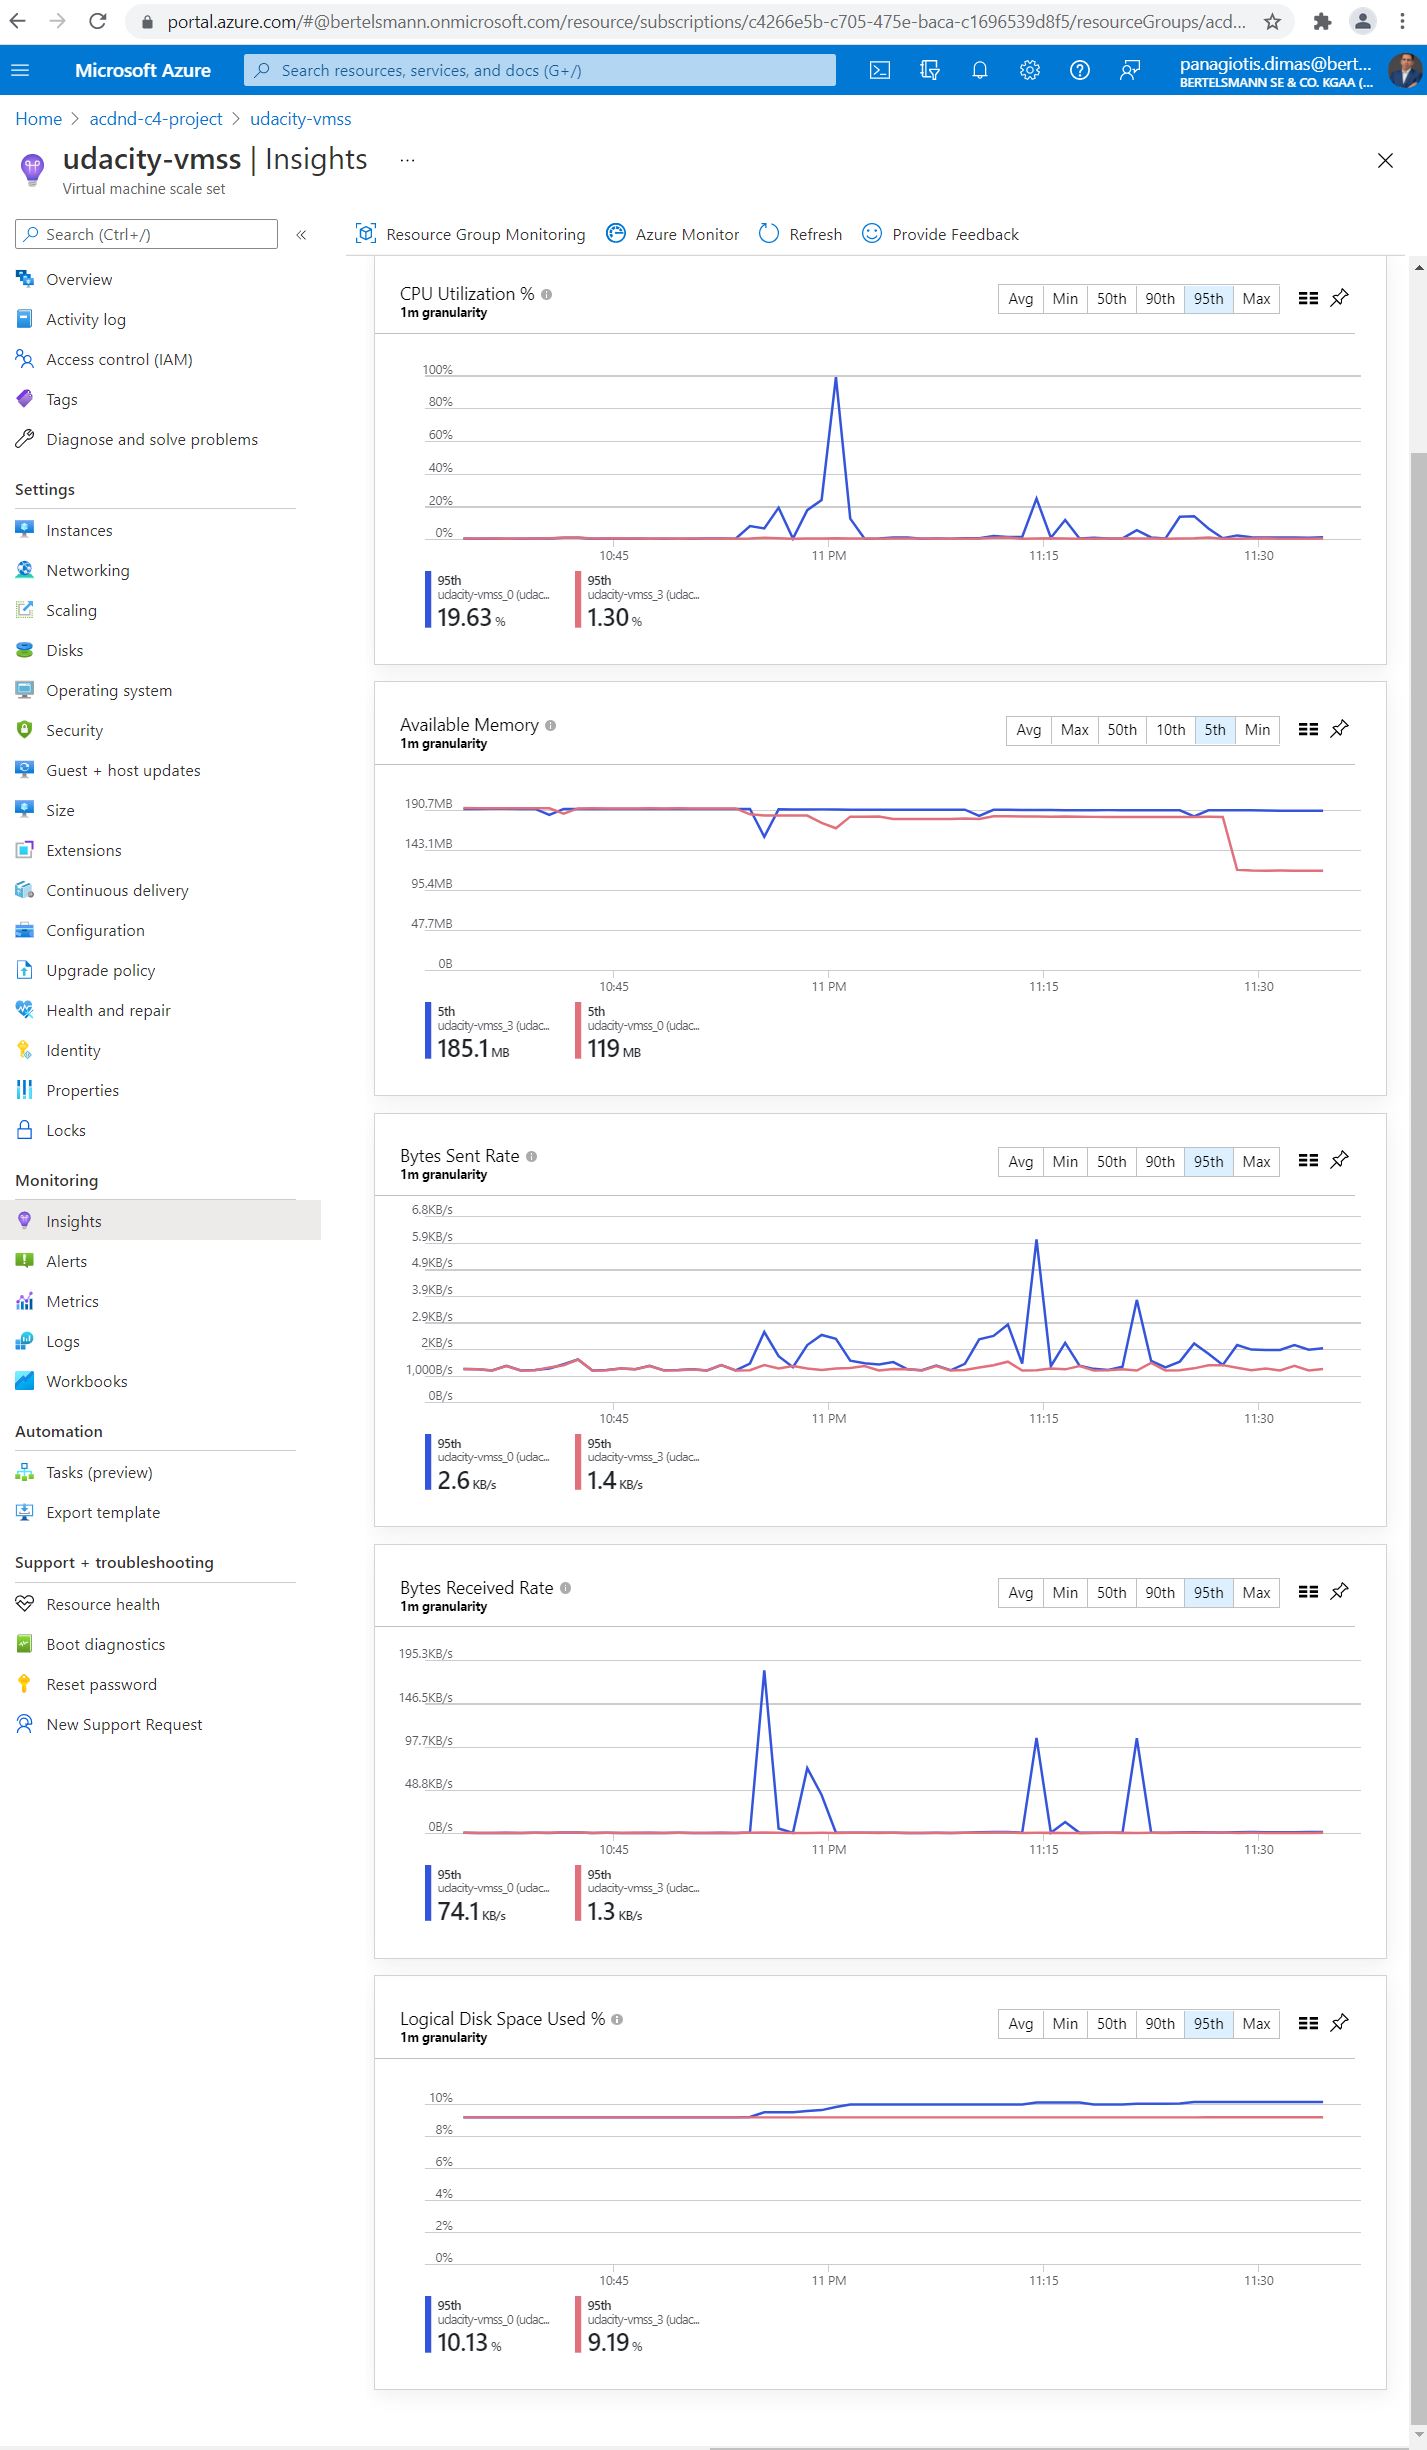 portal.azure.com/#@bertelsmann.onmicrosoft.com/resource/subscriptions/c4266e5b-c705-475e-baca-c1696539d8f5/resourceGroups/acd...
Microsoft Azure
Search resources, services, and docs (G+/)
panagiotis.dimas@bert...
BERTELSMANN SE & CO. KGAA (...
Home > acdnd-c4-project > udacity-vmss
udacity-vmss | Insights ...
Virtual machine scale set
Search (Ctrl+/)
«
Overview
Activity log
Access control (IAM)
Tags
Diagnose and solve problems
Settings
Instances
Networking
Scaling
Disks
Operating system
Security
Guest + host updates
Size
Extensions
Continuous delivery
Configuration
Upgrade policy
Health and repair
Identity
Properties
Locks
Monitoring
Insights
Alerts
Metrics
Logs
Workbooks
Automation
Tasks (preview)
Export template
Support + troubleshooting
Resource health
Boot diagnostics
Reset password
New Support Request
Resource Group Monitoring Azure Monitor Refresh Provide Feedback
CPU Utilization %
1m granularity
Avg Min 50th 90th 95th Max
100%
80%
60%
40%
20%
0%
10:45 11 PM 11:15 11:30
95th 95th
udacity-vmss_0 (udac... udacity-vmss_3 (udac...
19.63 % 1.30 %
Available Memory
1m granularity
Avg Max 50th 10th 5th Min
190.7MB
143.1MB
95.4MB
47.7MB
0B
10:45 11 PM 11:15 11:30
5th 5th
udacity-vmss_3 (udac... udacity-vmss_0 (udac...
185.1 MB 119 MB
Bytes Sent Rate
1m granularity
Avg Min 50th 90th 95th Max
6.8KB/s
5.9KB/s
4.9KB/s
3.9KB/s
2.9KB/s
2KB/s
1,000B/s
0B/s
10:45 11 PM 11:15 11:30
95th 95th
udacity-vmss_0 (udac... udacity-vmss_3 (udac...
2.6 KB/s 1.4 KB/s
Bytes Received Rate
1m granularity
Avg Min 50th 90th 95th Max
195.3KB/s
146.5KB/s
97.7KB/s
48.8KB/s
0B/s
10:45 11 PM 11:15 11:30
95th 95th
udacity-vmss_0 (udac... udacity-vmss_3 (udac...
74.1 KB/s 1.3 KB/s
Logical Disk Space Used %
1m granularity
Avg Min 50th 90th 95th Max
10%
8%
6%
4%
2%
0%
10:45 11 PM 11:15 11:30
95th 95th
udacity-vmss_0 (udac... udacity-vmss_3 (udac...
10.13 % 9.19 %